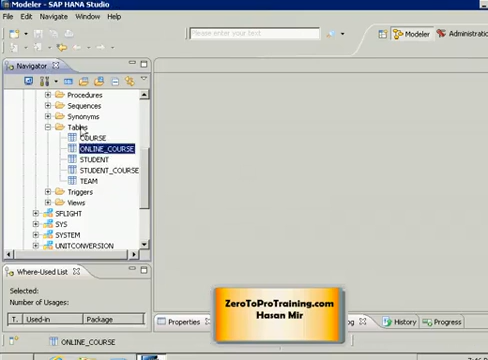 Modeler - SAP HANA Studio
File Edit Navigate Window Help
Please enter your text
Modeler
Administrati
Navigator
Procedures
Sequences
Synonyms
Tables
COURSE
ONLINE_COURSE
STUDENT
STUDENT_COURSE
TEAM
Triggers
Views
SFLIGHT
SYS
SYSTEM
UNITCONVERSION
Where-Used List
Selected:
Number of Usages:
T. Used-in Package
Properties
ZeroToProTraining.com
Hasan Mir
og
History
Progress
ONLINE_COURSE